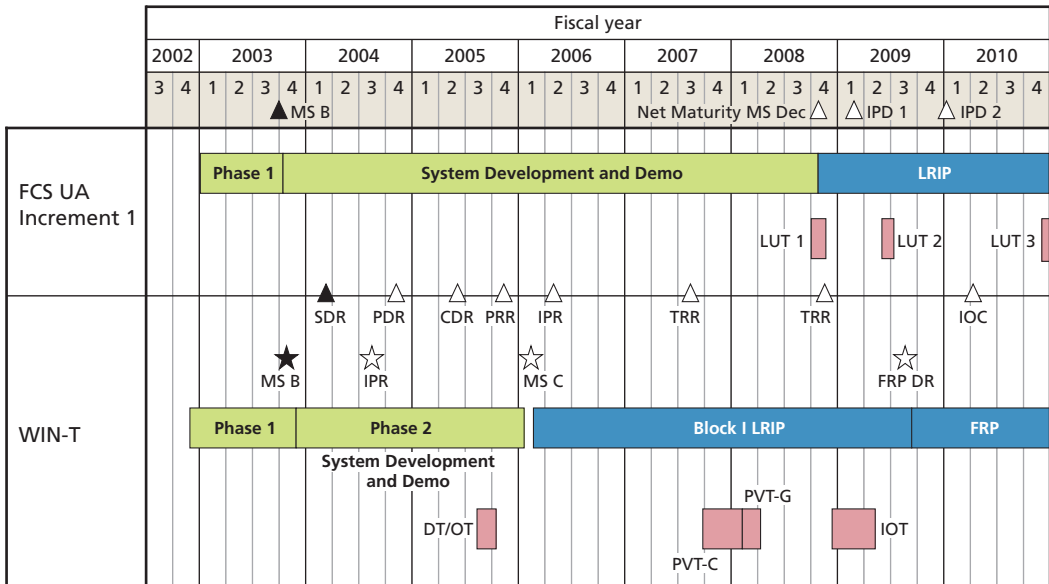 Fiscal year
2002 2003 2004 2005 2006 2007 2008 2009 2010
3 4 1 2 3 4 1 2 3 4 1 2 3 4 1 2 3 4 1 2 3 4 1 2 3 4 1 2 3 4 1 2 3 4
MS B Net Maturity MS Dec IPD 1 IPD 2
FCS UA
Increment 1
Phase 1 System Development and Demo LRIP
LUT 1 LUT 2 LUT 3
SDR PDR CDR PRR IPR TRR TRR IOC
MS B IPR MS C FRP DR
WIN-T
Phase 1 Phase 2 Block I LRIP FRP
System Development
and Demo
PVT-G
DT/OT IOT
PVT-C